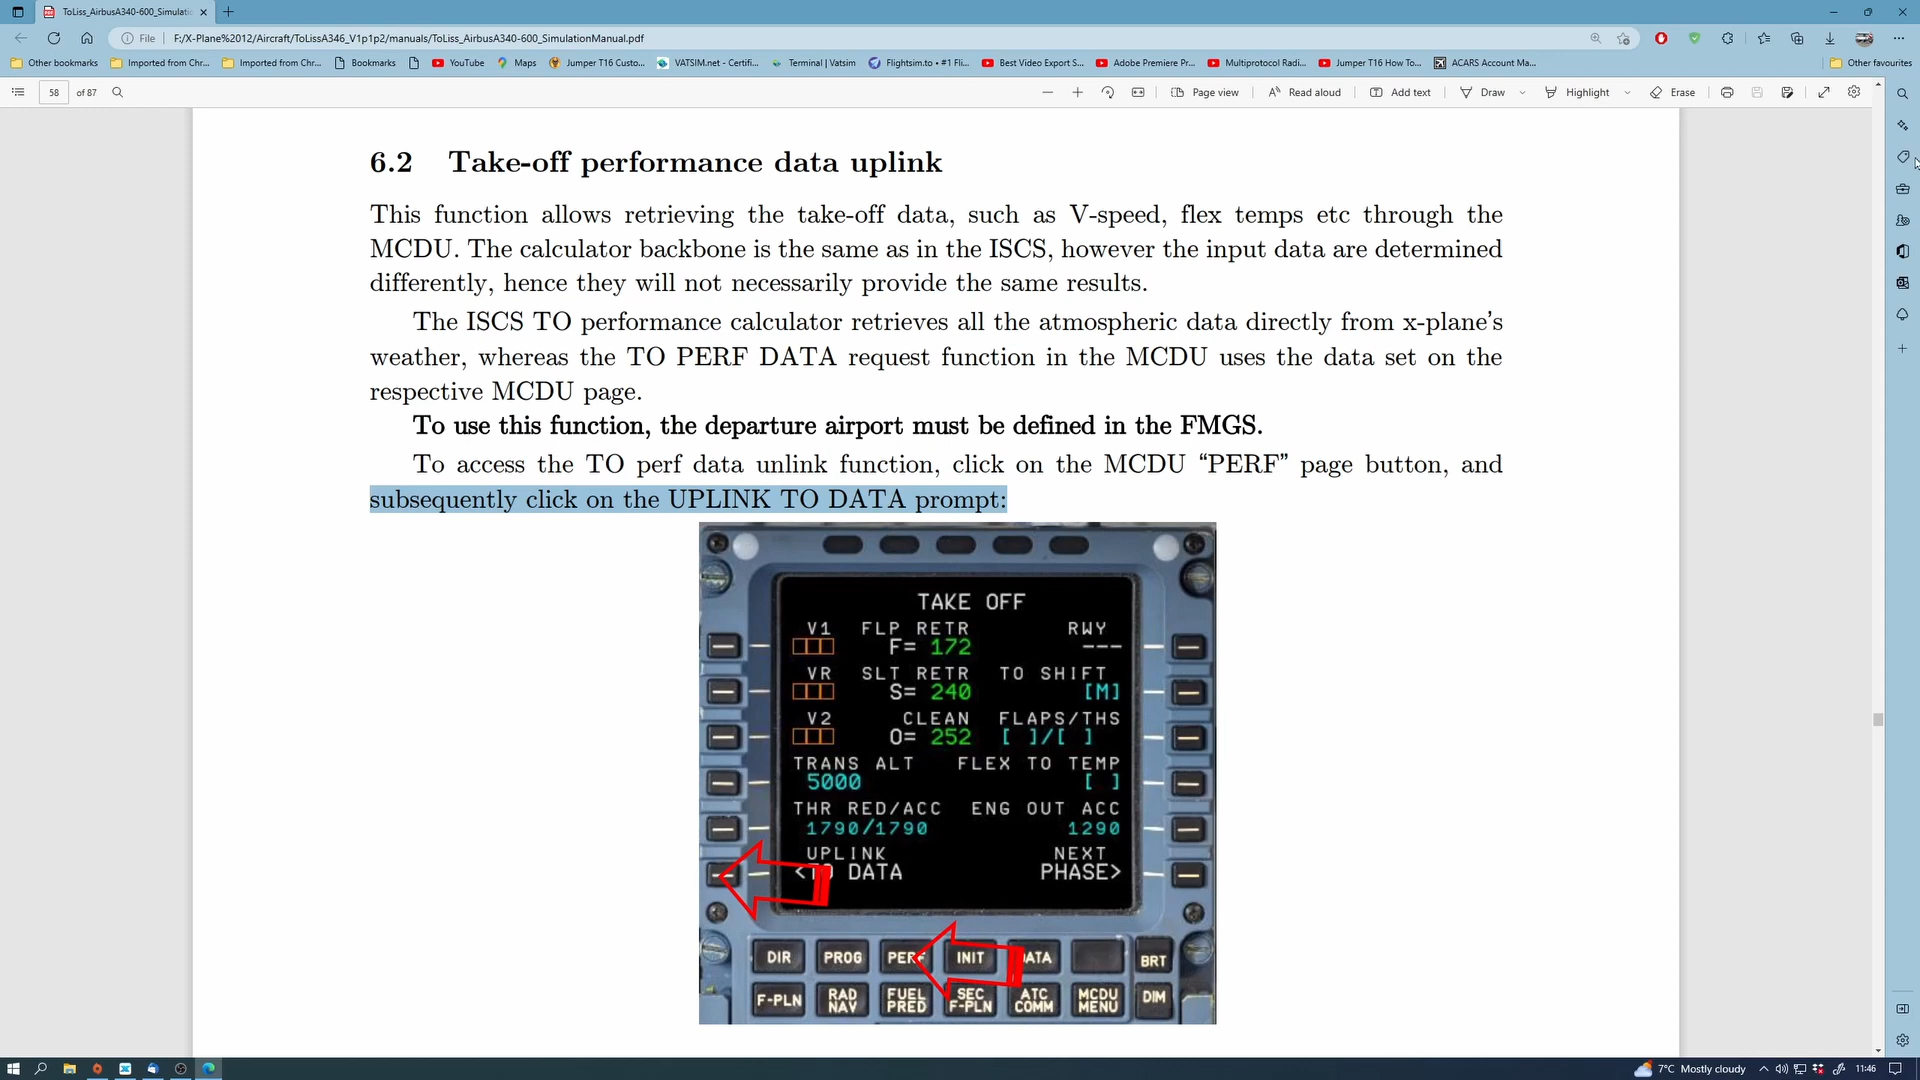 ToLiss_AirbusA340-600_Simulatio
File
F:/X-Plane%2012/Aircraft/ToLissA346_V1p1p2/manuals/ToLiss_AirbusA340-600_SimulationManual.pdf
Other bookmarks
Imported from Chr...
Imported from Chr...
Bookmarks
YouTube
Maps
Jumper T16 Custo...
VATSIM.net - Certifi...
Terminal | Vatsim
Flightsim.to • #1 Fli...
Best Video Export S...
Adobe Premiere Pr...
Multiprotocol Radi...
Jumper T16 How To...
ACARS Account Ma...
Other favourites
58 of 87
Page view
Read aloud
Add text
Draw
Highlight
Erase
6.2 Take-off performance data uplink
This function allows retrieving the take-off data, such as V-speed, flex temps etc through the
MCDU. The calculator backbone is the same as in the ISCS, however the input data are determined
differently, hence they will not necessarily provide the same results.
The ISCS TO performance calculator retrieves all the atmospheric data directly from x-plane's
weather, whereas the TO PERF DATA request function in the MCDU uses the data set on the
respective MCDU page.
To use this function, the departure airport must be defined in the FMGS.
To access the TO perf data unlink function, click on the MCDU “PERF” page button, and
subsequently click on the UPLINK TO DATA prompt:
TAKE OFF
V1 FLP RETR RWY
F= 172 ---
VR SLT RETR TO SHIFT
S= 240 [M]
V2 CLEAN FLAPS/THS
O= 252 [ ]/[ ]
TRANS ALT FLEX TO TEMP
5000 [ ]
THR RED/ACC ENG OUT ACC
1790/1790 1290
UPLINK NEXT
<TO DATA PHASE>
DIR PROG PERF INIT DATA BRT
F-PLN RAD NAV FUEL PRED SEC F-PLN ATC COMM MCDU MENU DIM
7°C Mostly cloudy
11:46